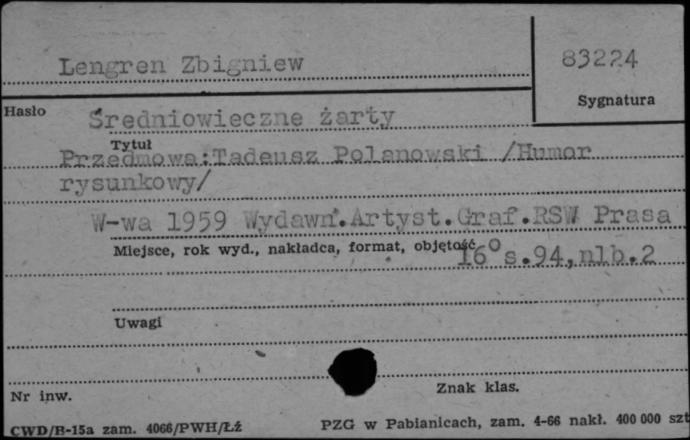 Lengren Zbigniew
83224
Sygnatura
Hasło
Średniowieczne żarty
Tytuł
Przedmowa:Tadeusz Polanowski /Humor
rysunkowy/
W-wa 1959 Wydawn.Artyst.Graf.RSW Prasa
Miejsce, rok wyd., nakładca, format, objętość
16° s.94,nlb.2
Uwagi
Nr inw.
Znak klas.
CWD/B-15a zam. 4066/PWH/Łź
PZG w Pabianicach, zam. 4-66 nakł. 400 000 szt